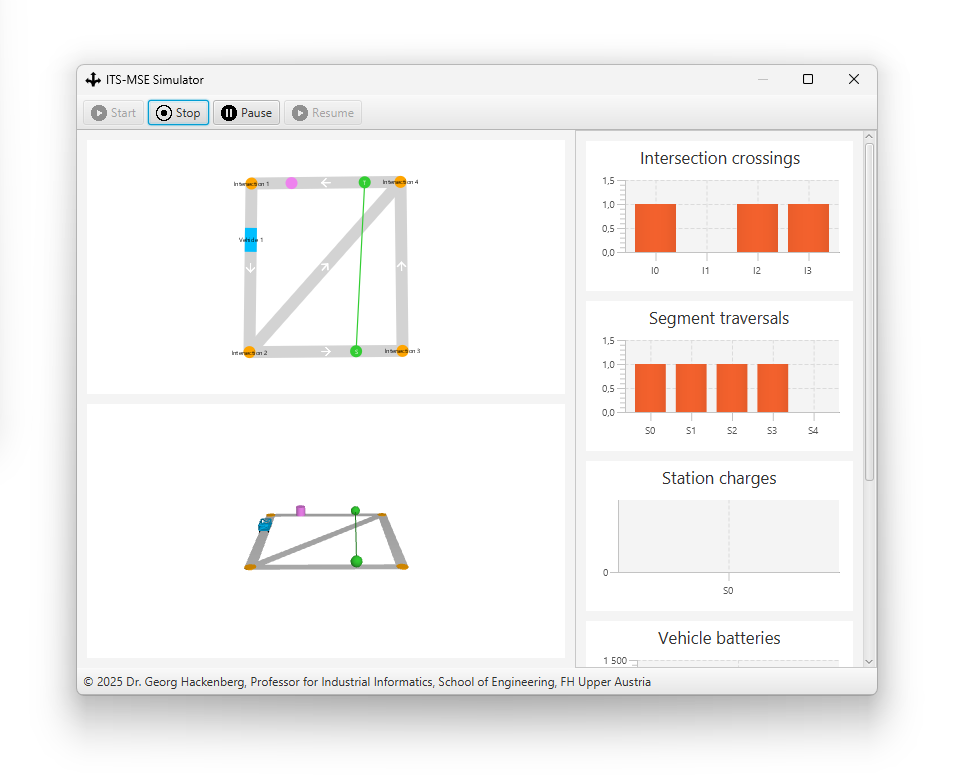 ITS-MSE Simulator
Start Stop Pause Resume
Intersection 1
Intersection 4
Vehicle 1
Intersection 2
Intersection 3
Intersection crossings
1,5
1,0
0,5
0,0
I0 I1 I2 I3
Segment traversals
1,5
1,0
0,5
0,0
S0 S1 S2 S3 S4
Station charges
0
S0
Vehicle batteries
1 500
© 2025 Dr. Georg Hackenberg, Professor for Industrial Informatics, School of Engineering, FH Upper Austria